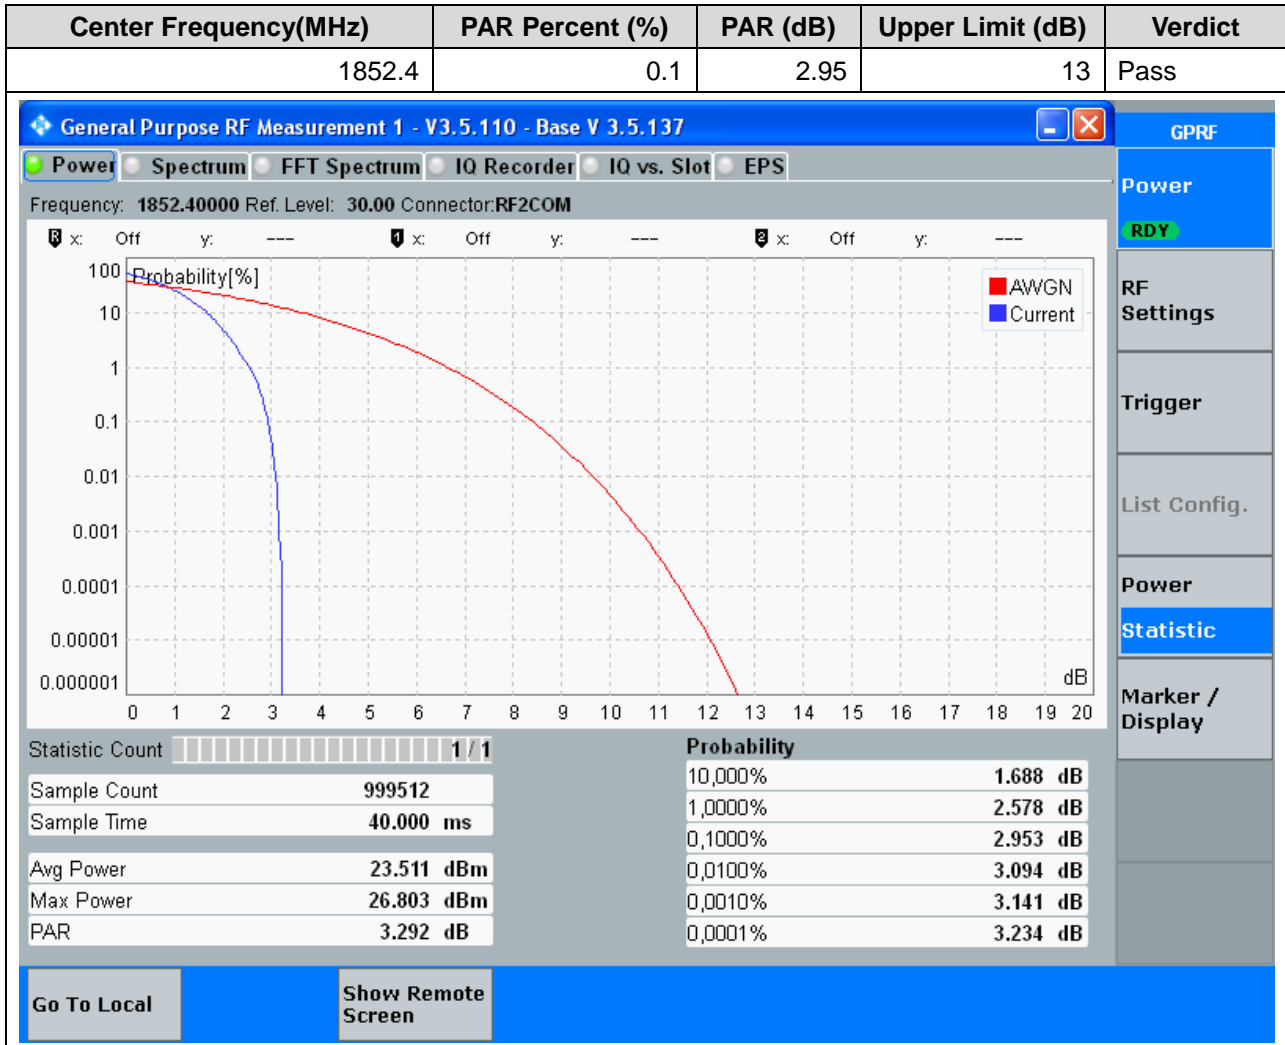 Center Frequency(MHz) PAR Percent (%) PAR (dB) Upper Limit (dB) Verdict
1852.4 0.1 2.95 13 Pass
General Purpose RF Measurement 1 - V3.5.110 - Base V 3.5.137
GPRF
Power Spectrum FFT Spectrum IQ Recorder IQ vs. Slot EPS
Frequency: 1852.40000 Ref. Level: 30.00 Connector:RF2COM
R x: Off y: --- 1 x: Off y: --- 2 x: Off y: ---
Probability[%]
AWGN
Current
100
10
1
0.1
0.01
0.001
0.0001
0.00001
0.000001
dB
0 1 2 3 4 5 6 7 8 9 10 11 12 13 14 15 16 17 18 19 20
Statistic Count 1 / 1
Sample Count 999512
Sample Time 40.000 ms
Avg Power 23.511 dBm
Max Power 26.803 dBm
PAR 3.292 dB
Probability
10,000% 1.688 dB
1,0000% 2.578 dB
0,1000% 2.953 dB
0,0100% 3.094 dB
0,0010% 3.141 dB
0,0001% 3.234 dB
Power
RDY
RF
Settings
Trigger
List Config.
Power
Statistic
Marker /
Display
Go To Local
Show Remote
Screen